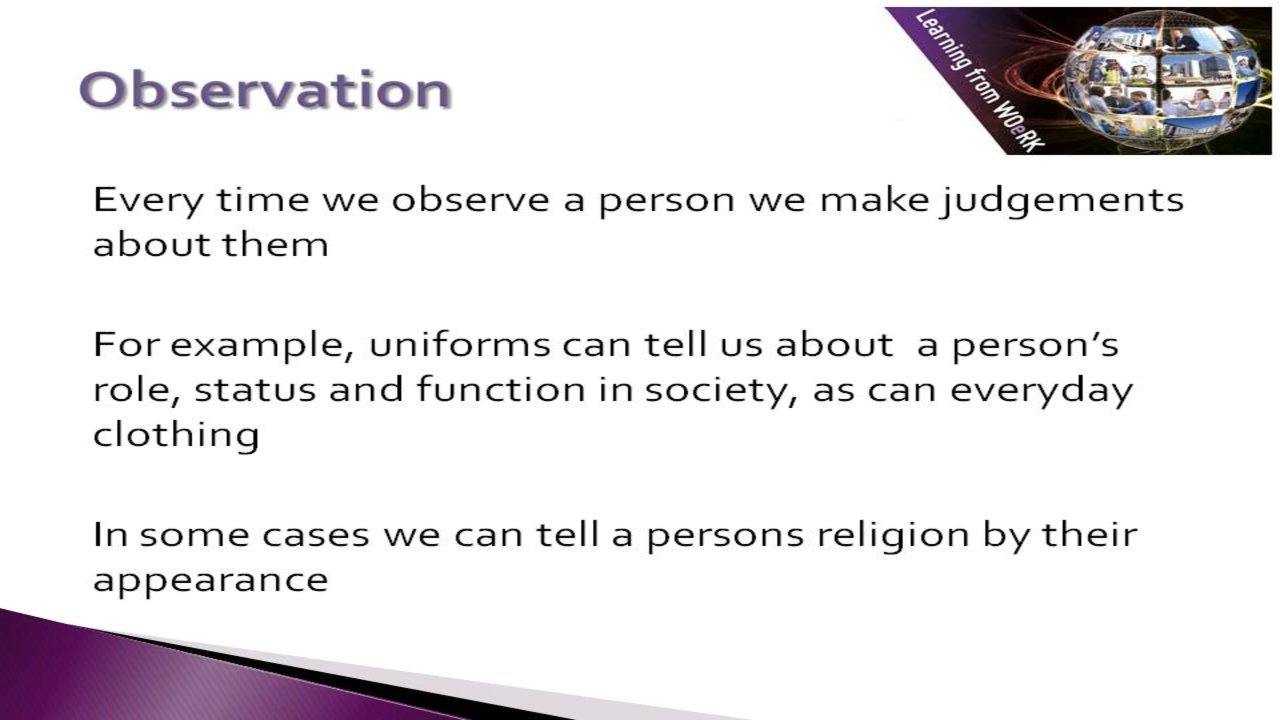 Learning from WOeRK
Observation
Every time we observe a person we make judgements
about them
For example, uniforms can tell us about  a person’s
role, status and function in society, as can everyday
clothing
In some cases we can tell a persons religion by their
appearance